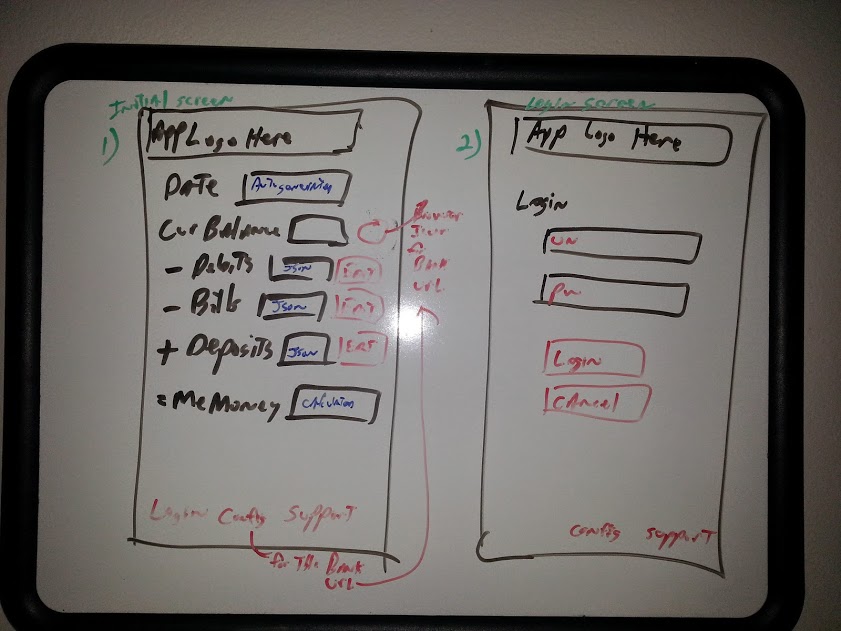 Initial screen
1)
App Logo Here
Date Autogenerated
Cur Balance
- Debits Json Edit
- Bills Json Edit
+ Deposits Json Edit
= MeMoney Calculation
Login Config Support
for the Bank
URL
Browser
Bank
URL
Login screen
2)
App Logo Here
Login
UN
PW
Login
Cancel
Config Support